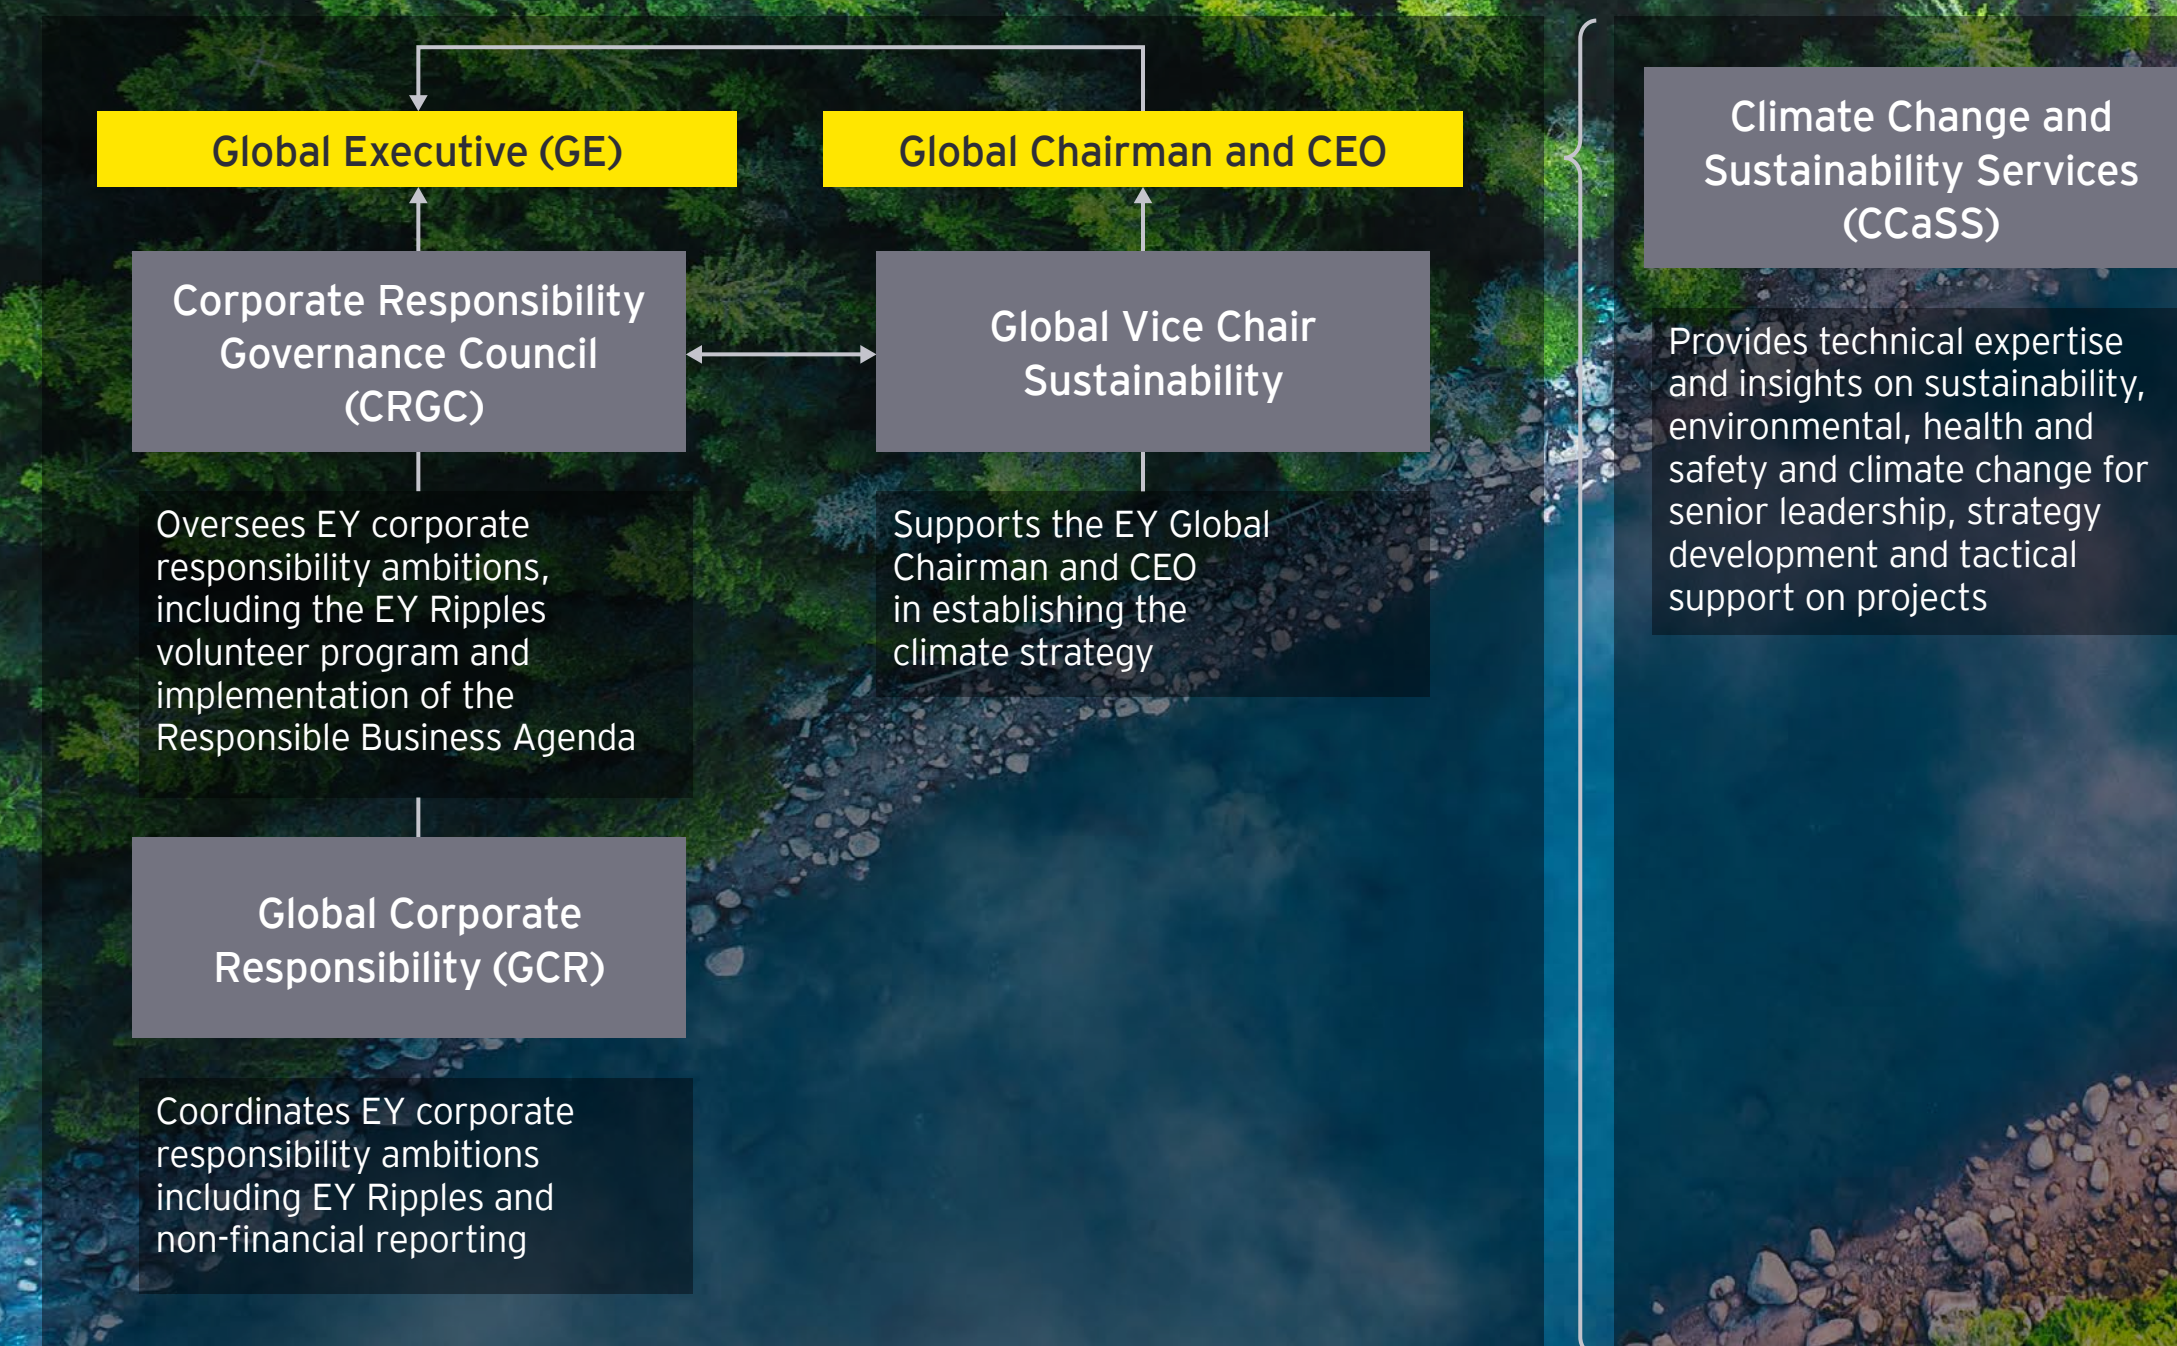 Global Executive (GE)
Global Chairman and CEO
Corporate Responsibility
Governance Council
(CRGC)
Global Vice Chair
Sustainability
Oversees EY corporate
responsibility ambitions,
including the EY Ripples
volunteer program and
implementation of the
Responsible Business Agenda
Supports the EY Global
Chairman and CEO
in establishing the
climate strategy
Global Corporate
Responsibility (GCR)
Coordinates EY corporate
responsibility ambitions
including EY Ripples and
non-financial reporting
Climate Change and
Sustainability Services
(CCaSS)
Provides technical expertise
and insights on sustainability,
environmental, health and
safety and climate change for
senior leadership, strategy
development and tactical
support on projects